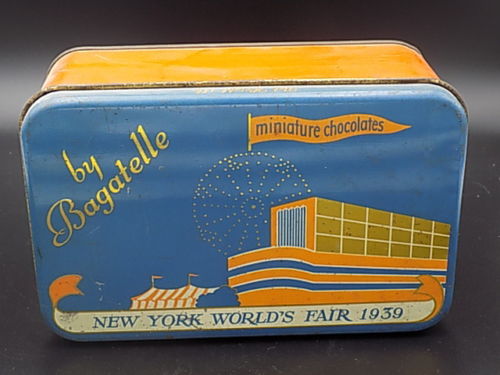 by
Bagatelle
miniature chocolates
NEW YORK WORLD'S FAIR 1939